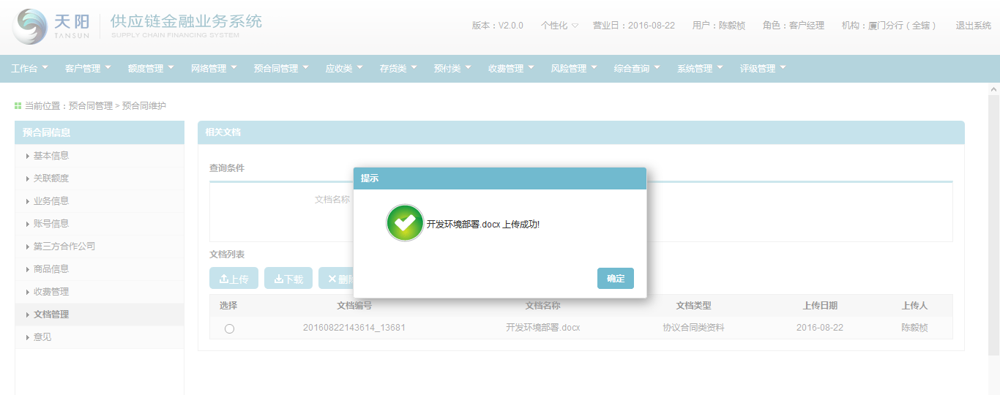 天阳 TANSUN 供应链金融业务系统 SUPPLY CHAIN FINANCING SYSTEM
版本：V2.0.0 个性化 营业日：2016-08-22 用户：陈毅桢 角色：客户经理 机构：厦门分行（全辖） 退出系统
工作台 客户管理 额度管理 网络管理 预合同管理 应收类 存货类 预付类 收费管理 风险管理 综合查询 系统管理 评级管理
当前位置：预合同管理 > 预合同维护
预合同信息
基本信息
关联额度
业务信息
账号信息
第三方合作公司
商品信息
收费管理
文档管理
意见
相关文档
查询条件
文档名称
提示
开发环境部署.docx 上传成功!
确定
文档列表
上传 下载 删
选择 文档编号 文档名称 文档类型 上传日期 上传人
20160822143614_13681 开发环境部署.docx 协议合同类资料 2016-08-22 陈毅桢